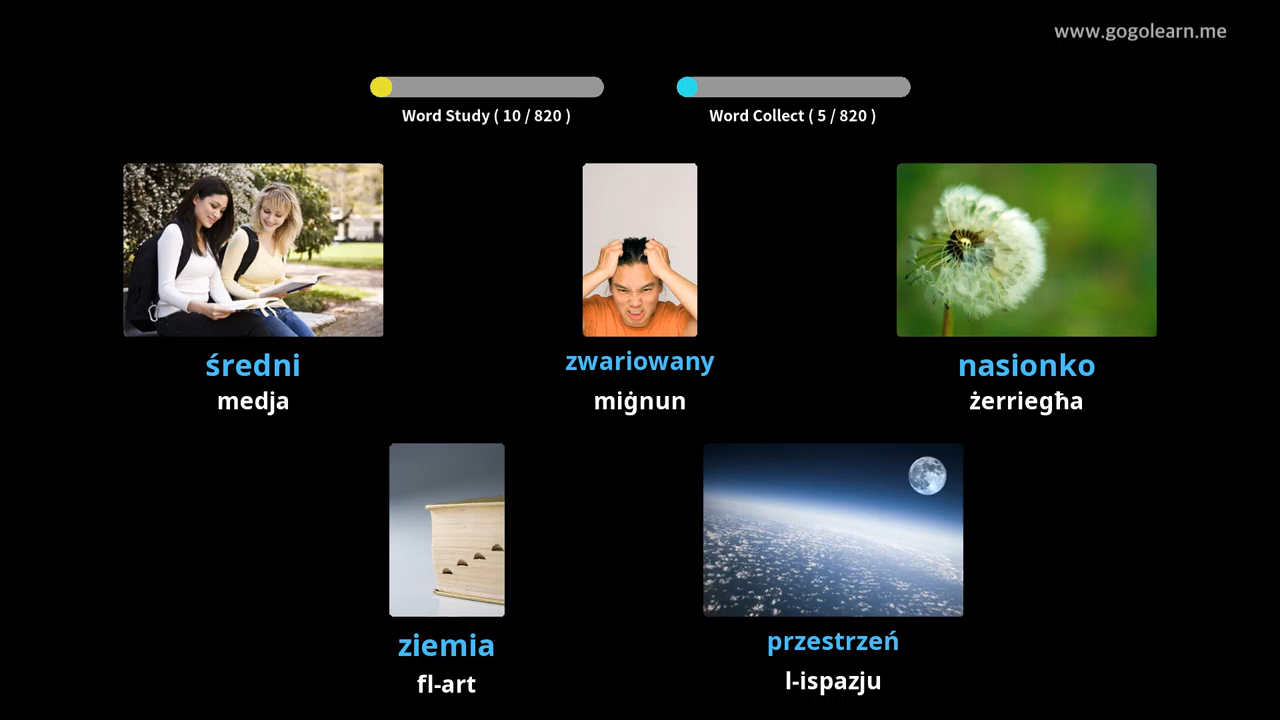 www.gogolearn.me
Word Study ( 10 / 820 )
Word Collect ( 5 / 820 )
średni
medja
zwariowany
miġnun
nasionko
żerriegħa
ziemia
fl-art
przestrzeń
l-ispazju